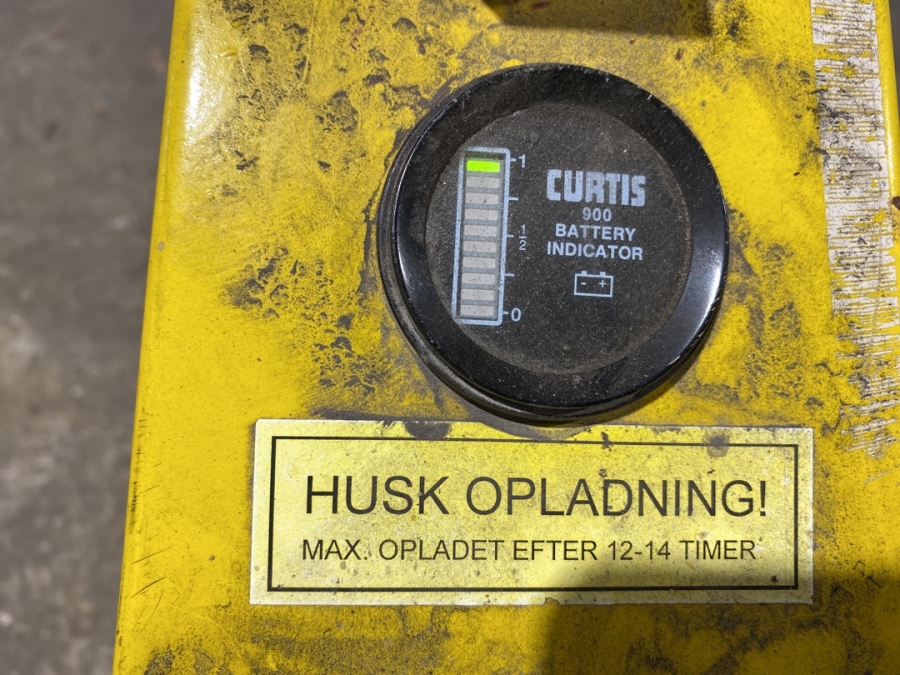 1
CURTIS
900
BATTERY
1/2
INDICATOR
- +
0
HUSK OPLADNING!
MAX. OPLADET EFTER 12-14 TIMER